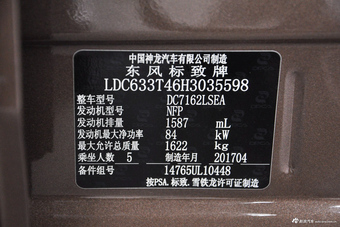 中国神龙汽车有限公司制造
东风标致牌
LDC633T46H3035598
整车型号 DC7162LSEA
发动机型号 NFP
发动机排量 1587 mL
发动机最大净功率 84 kW
最大允许总质量 1622 kg
乘坐人数 5 制造年月 201704
备件组号 14765UL10448
按PSA.标致.雪铁龙许可证制造